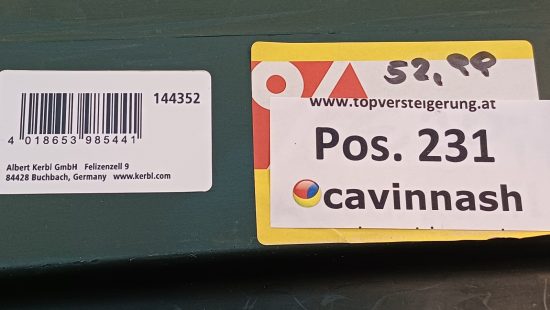 144352
4 018653 985441
Albert Kerbl GmbH Felizenzell 9
84428 Buchbach, Germany www.kerbl.com
52,99
www.topversteigerung.at
Pos. 231
cavinnash